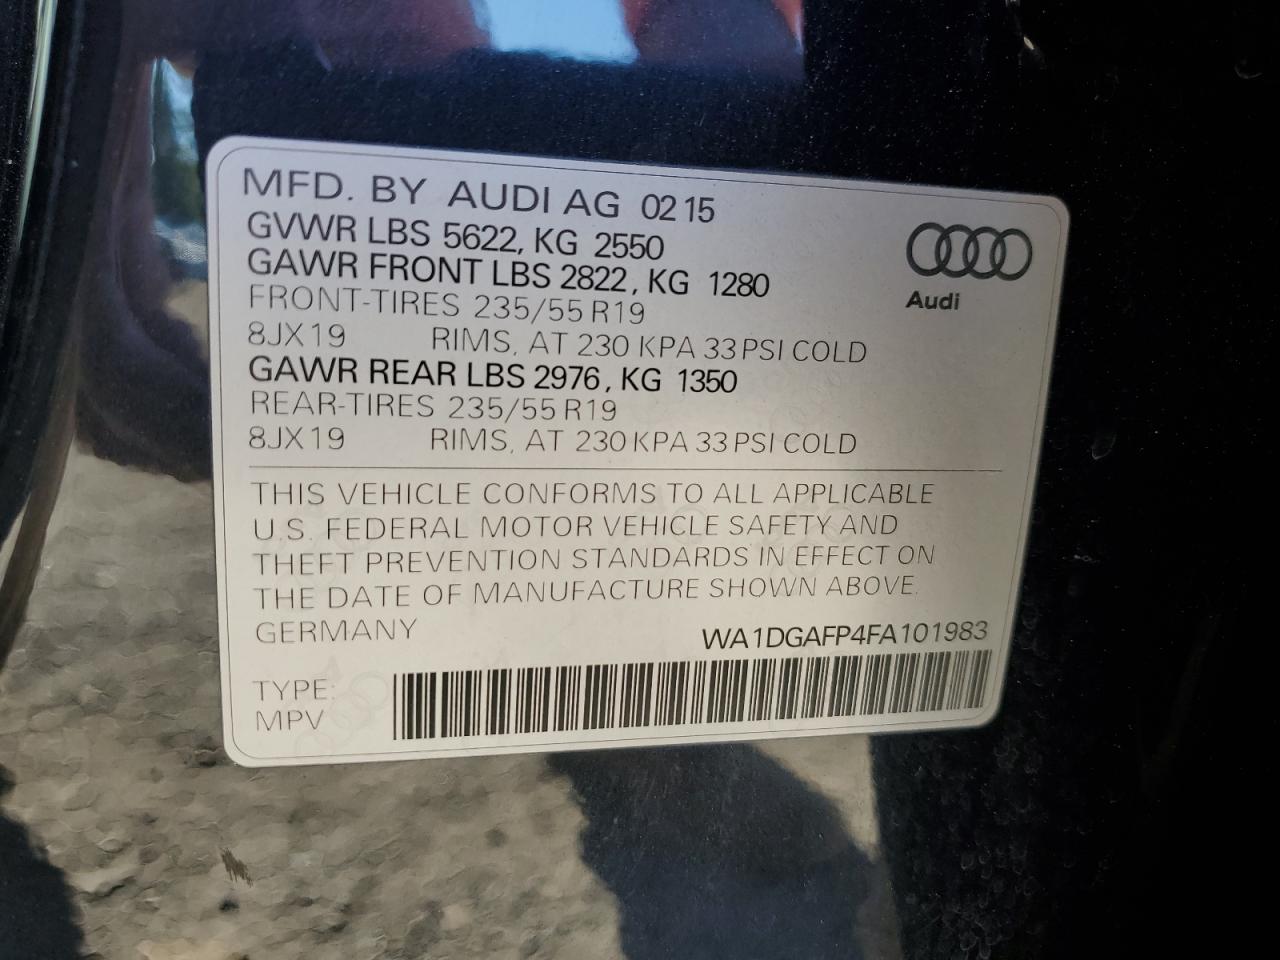 MFD. BY AUDI AG 02 15
GVWR LBS 5622, KG 2550
GAWR FRONT LBS 2822, KG 1280
FRONT-TIRES 235/55 R19
8JX19 RIMS, AT 230 KPA 33 PSI COLD
GAWR REAR LBS 2976, KG 1350
REAR-TIRES 235/55 R19
8JX19 RIMS, AT 230 KPA 33 PSI COLD
Audi
THIS VEHICLE CONFORMS TO ALL APPLICABLE
U.S. FEDERAL MOTOR VEHICLE SAFETY AND
THEFT PREVENTION STANDARDS IN EFFECT ON
THE DATE OF MANUFACTURE SHOWN ABOVE.
GERMANY
WA1DGAFP4FA101983
TYPE:
MPV